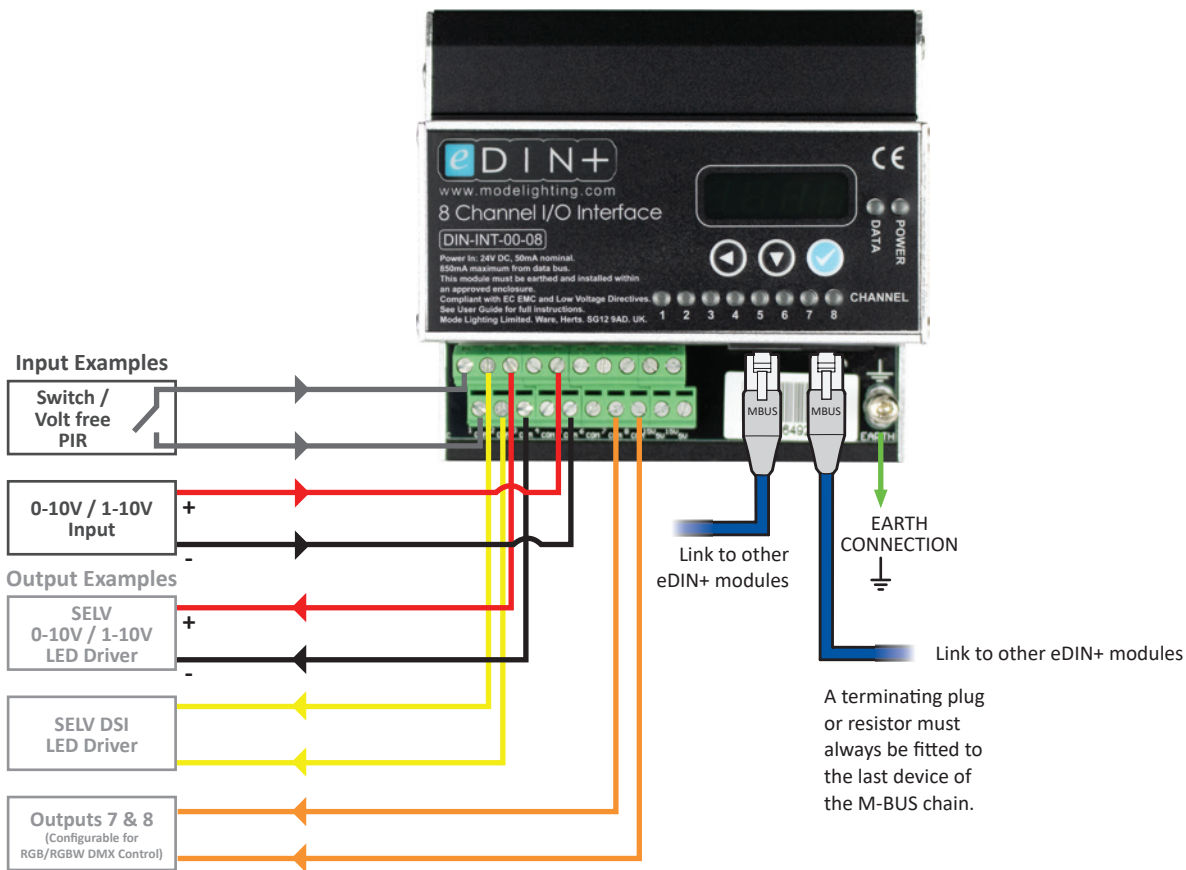 eDIN+
www.modelighting.com
8 Channel I/O Interface
DIN-INT-00-08
Power In: 24V DC, 50mA nominal.
850mA maximum from data bus.
This module must be earthed and installed within
an approved enclosure.
Compliant with EC EMC and Low Voltage Directives.
See User Guide for full instructions.
Mode Lighting Limited. Ware, Herts. SG12 9AD. UK.
CE
DATA
POWER
CHANNEL
1 2 3 4 5 6 7 8
MBUS
MBUS
EARTH
Input Examples
Switch /
Volt free
PIR
0-10V / 1-10V
Input
+
-
Output Examples
SELV
0-10V / 1-10V
LED Driver
+
-
SELV DSI
LED Driver
Outputs 7 & 8
(Configurable for
RGB/RGBW DMX Control)
Link to other
eDIN+ modules
EARTH
CONNECTION
Link to other eDIN+ modules
A terminating plug
or resistor must
always be fitted to
the last device of
the M-BUS chain.